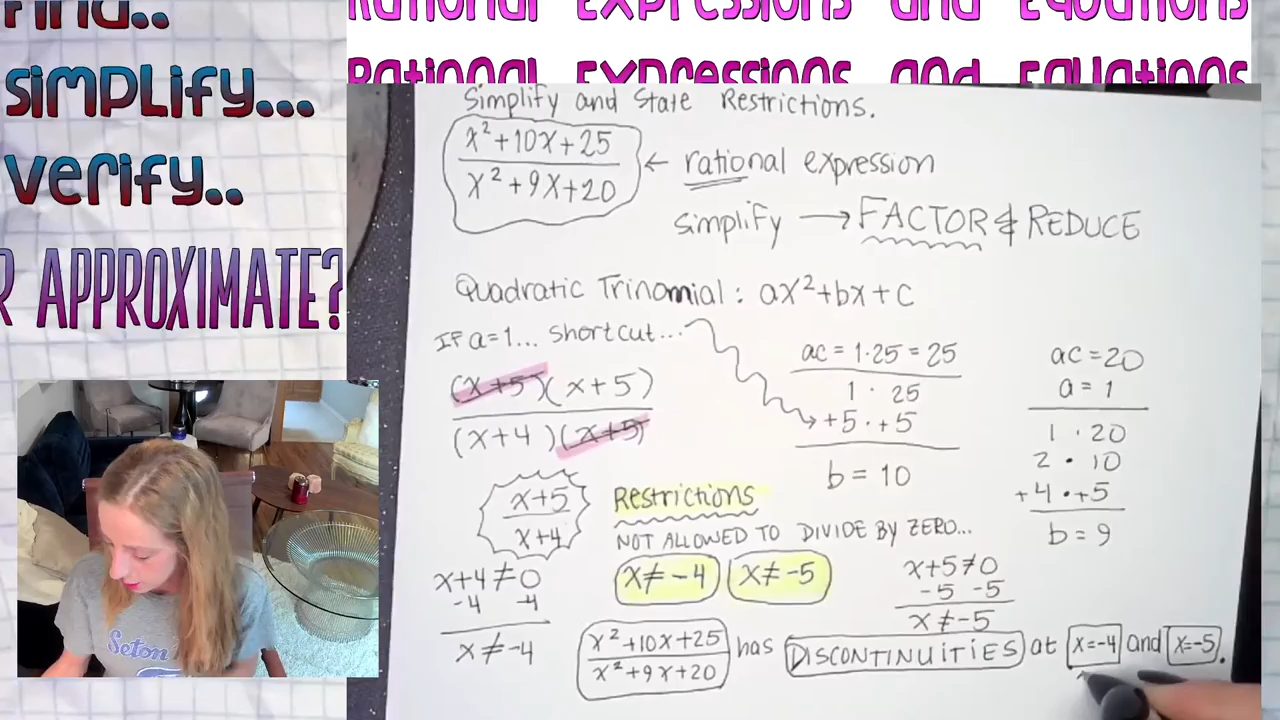 Rational Expressions and Equations
Rational Expressions and Equations
Find..
simplify...
verify..
R APPROXIMATE?
Simplify and State Restrictions.
x²+10x+25
x²+9x+20
← rational expression
simplify → FACTOR & REDUCE
Quadratic Trinomial: ax²+bx+c
IF a=1... shortcut...
(x+5)(x+5)
(x+4)(x+5)
x+5
x+4
ac = 1·25 = 25
1 · 25
+5 · +5
b = 10
ac = 20
a = 1
1 · 20
2 · 10
+4 · +5
b = 9
Restrictions
NOT ALLOWED TO DIVIDE BY ZERO...
x≠-4 x≠-5
x+4≠0
-4 -4
x≠-4
x+5≠0
-5 -5
x≠-5
x²+10x+25
x²+9x+20
has DISCONTINUITIES at x=-4 and x=-5.
Seton